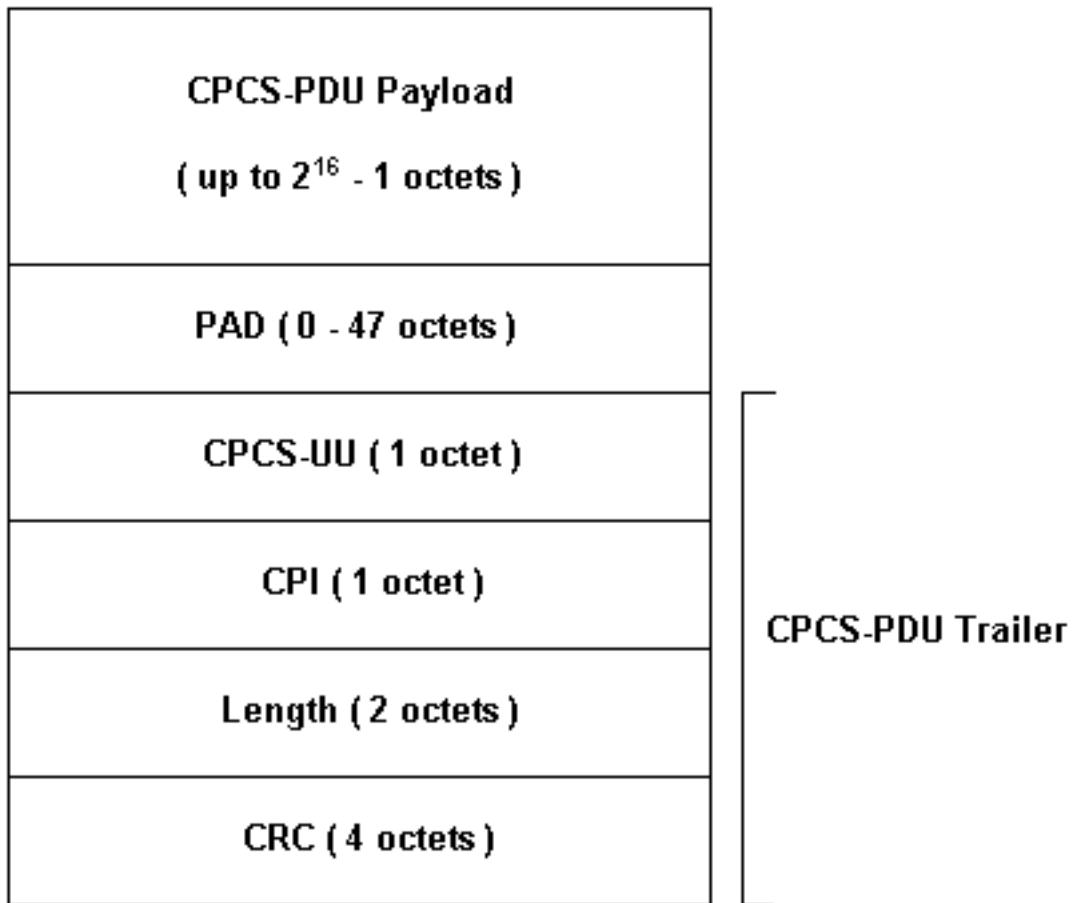 CPCS-PDU Payload
( up to 2¹⁶ - 1 octets )
PAD ( 0 - 47 octets )
CPCS-UU ( 1 octet )
CPI ( 1 octet )
Length ( 2 octets )
CRC ( 4 octets )
CPCS-PDU Trailer